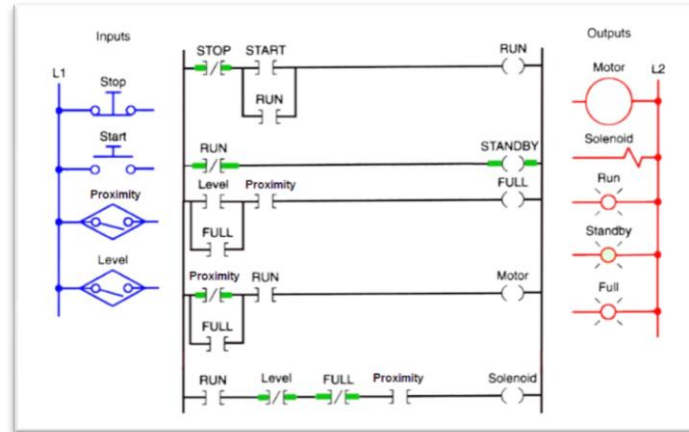 Inputs
L1
Stop
Start
Proximity
Level
STOP START RUN
RUN
RUN STANDBY
Level Proximity FULL
FULL
Proximity RUN Motor
FULL
RUN Level FULL Proximity Solenoid
Outputs
Motor L2
Solenoid
Run
Standby
Full